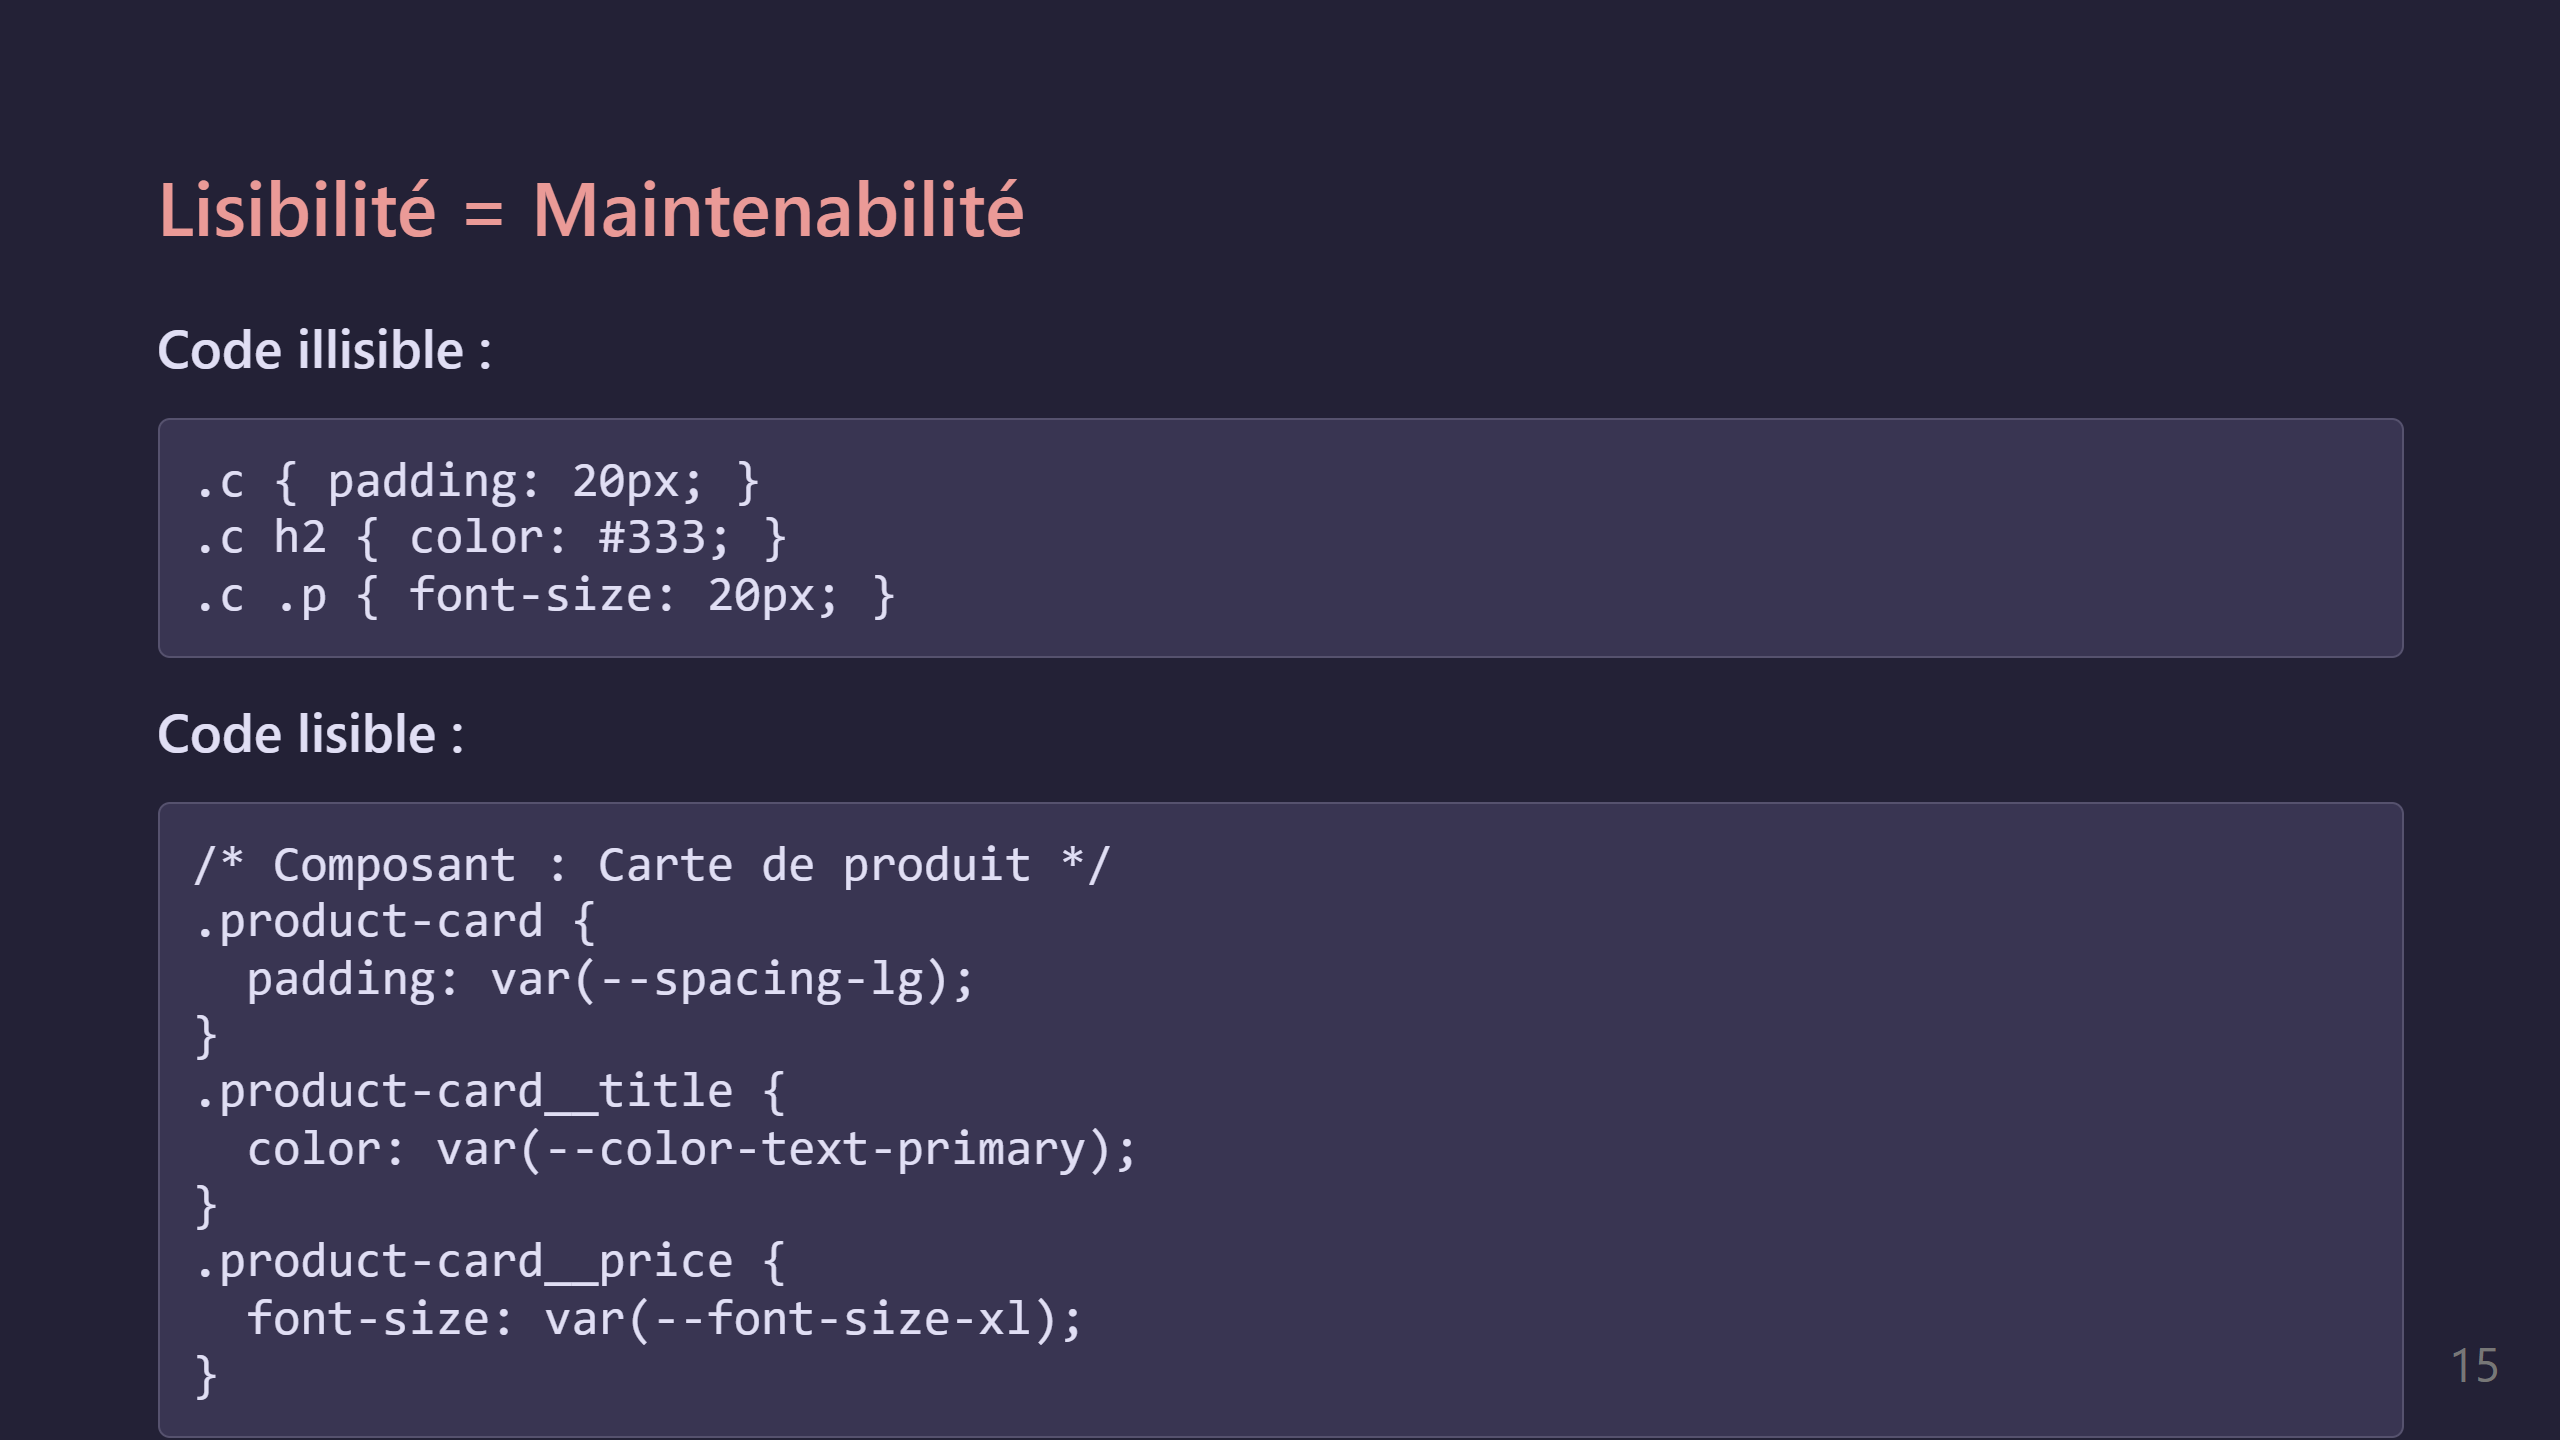 Lisibilité = Maintenabilité
Code illisible :
.c { padding: 20px; }
.c h2 { color: #333; }
.c .p { font-size: 20px; }
Code lisible :
/* Composant : Carte de produit */
.product-card {
  padding: var(--spacing-lg);
}
.product-card__title {
  color: var(--color-text-primary);
}
.product-card__price {
  font-size: var(--font-size-xl);
}
15